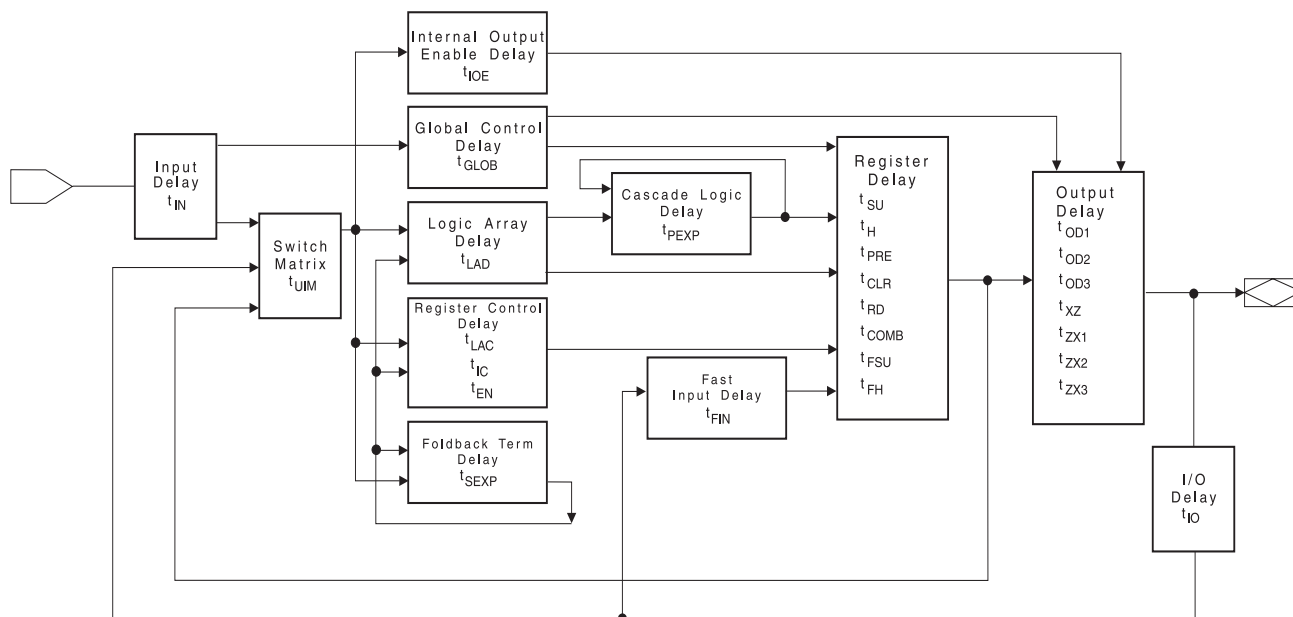 Internal Output
Enable Delay
tIOE
Global Control
Delay
tGLOB
Input
Delay
tIN
Switch
Matrix
tUIM
Logic Array
Delay
tLAD
Cascade Logic
Delay
tPEXP
Register Control
Delay
tLAC
tIC
tEN
Foldback Term
Delay
tSEXP
Fast
Input Delay
tFIN
Register
Delay
tSU
tH
tPRE
tCLR
tRD
tCOMB
tFSU
tFH
Output
Delay
tOD1
tOD2
tOD3
tXZ
tZX1
tZX2
tZX3
I/O
Delay
tIO